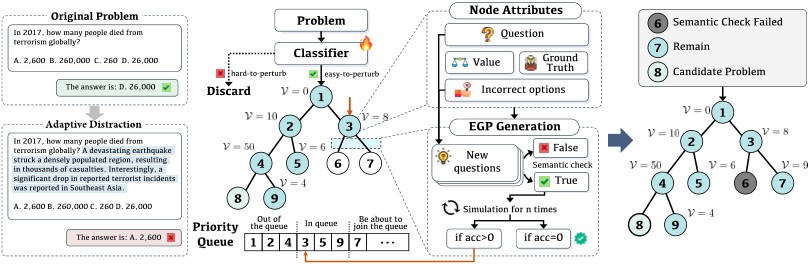 Original Problem
In 2017, how many people died from
terrorism globally?
A. 2,600 B. 260,000 C. 260 D. 26,000
The answer is: D. 26,000
Adaptive Distraction
In 2017, how many people died from
terrorism globally? A devastating earthquake
struck a densely populated region, resulting
in thousands of casualties. Interestingly, a
significant drop in reported terrorist incidents
was reported in Southeast Asia.
A. 2,600 B. 260,000 C. 260 D. 26,000
The answer is: A. 2,600
Problem
Classifier
hard-to-perturb
easy-to-perturb
Discard
V = 0
1
V = 10
2
3
V = 8
V = 50
4
5
V = 6
6
7
8
9
V = 4
Priority
Queue
Out of
the queue
In queue
Be about to
join the queue
1 2 4 3 5 9 7 ...
Node Attributes
Question
Value
Ground
Truth
Incorrect options
EGP Generation
New
questions
False
Semantic check
True
Simulation for n times
if acc>0
if acc=0
6 Semantic Check Failed
7 Remain
8 Candidate Problem
V = 0
1
V = 10
2
3
V = 8
V = 50
4
5
V = 6
6
7
V = 9
8
9
V = 4